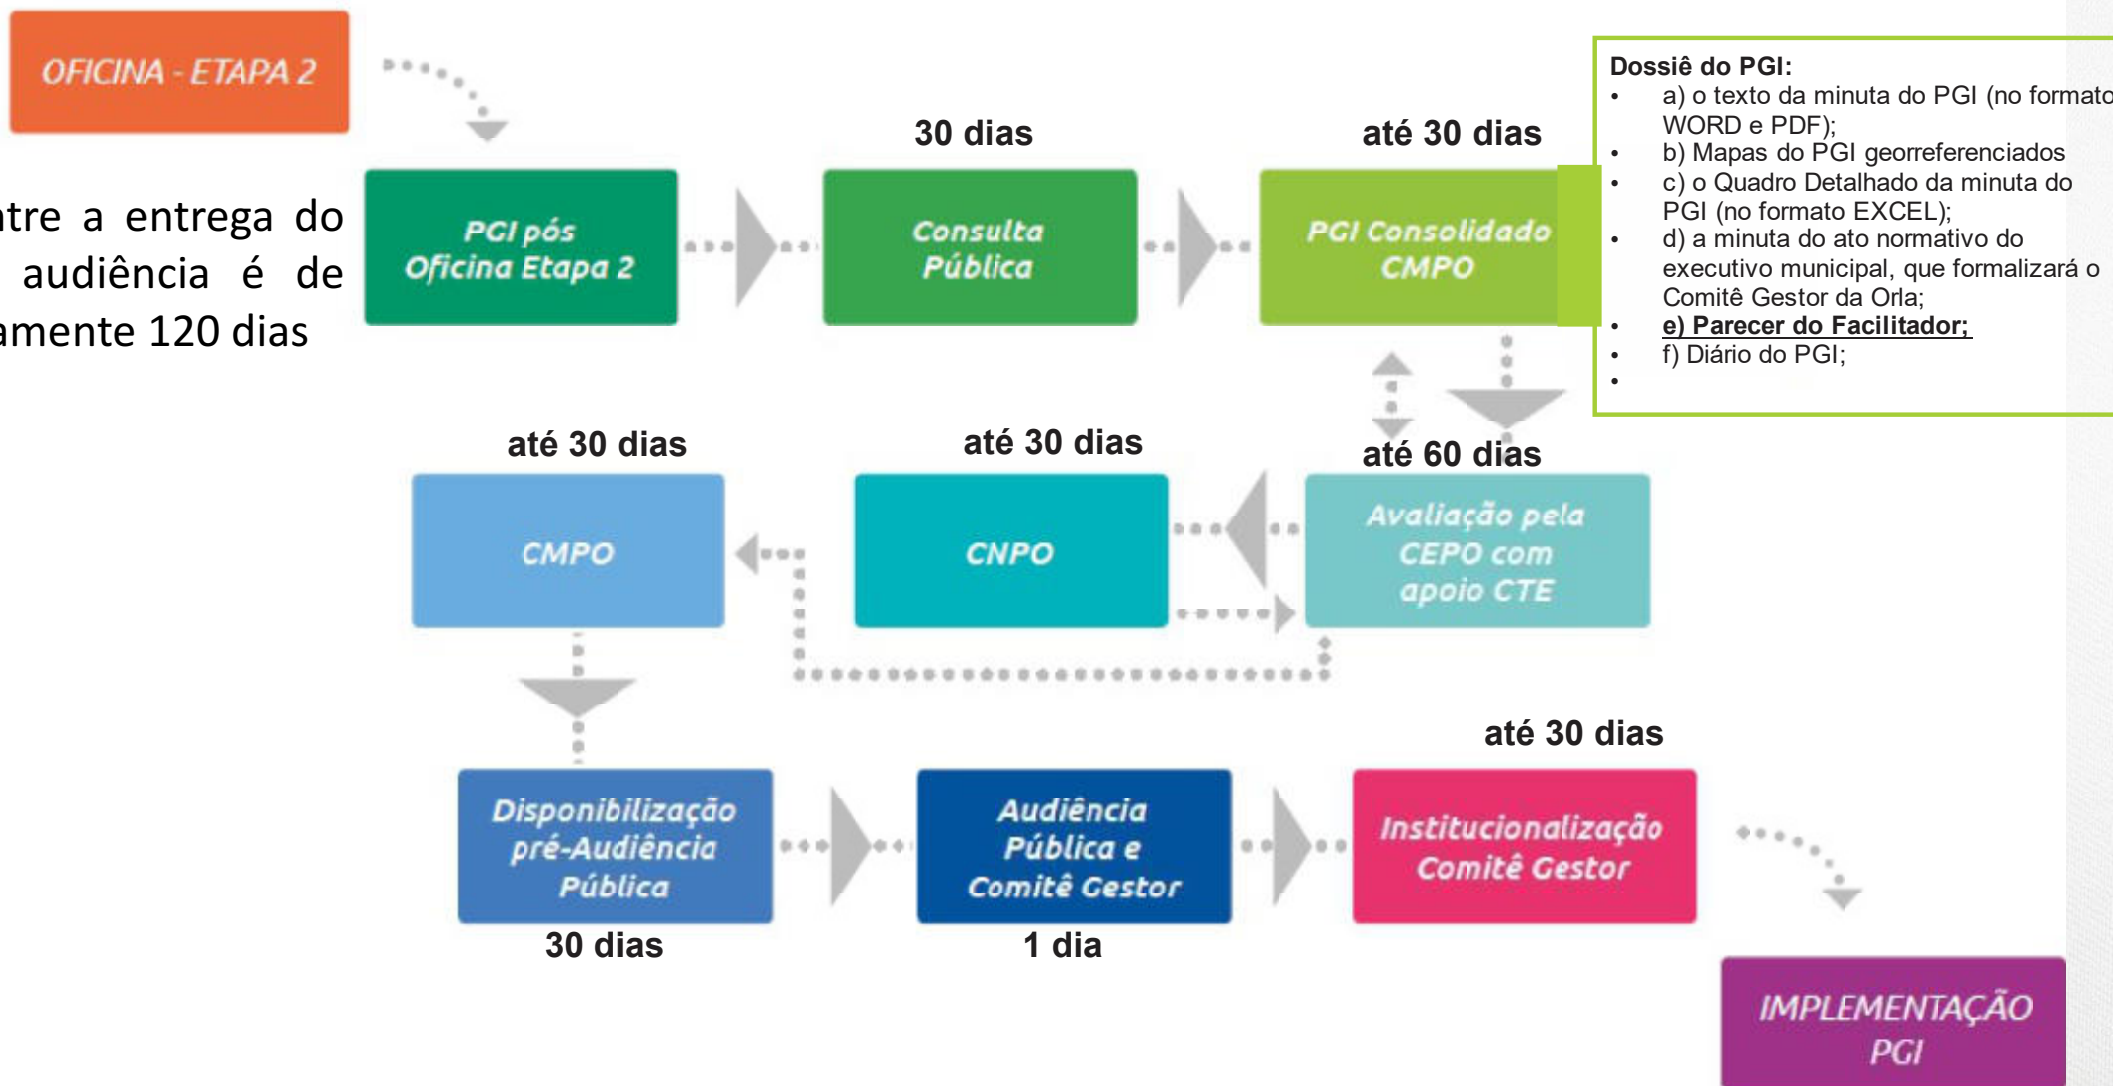 OFICINA - ETAPA 2
entrega do
audiência é de
120 dias
PGI pós
Oficina Etapa 2
30 dias
Consulta
Pública
até 30 dias
PGI Consolidado
CMPO
Dossiê do PGI:
• a) o texto da minuta do PGI (no formato
WORD e PDF);
• b) Mapas do PGI georreferenciados
• c) o Quadro Detalhado da minuta do
PGI (no formato EXCEL);
• d) a minuta do ato normativo do
executivo municipal, que formalizará o
Comitê Gestor da Orla;
• e) Parecer do Facilitador;
• f) Diário do PGI;
•
até 30 dias
CMPO
até 30 dias
CNPO
até 60 dias
Avaliação pela
CEPO com
apoio CTE
Disponibilização
pré-Audiência
Pública
30 dias
Audiência
Pública e
Comitê Gestor
1 dia
até 30 dias
Institucionalização
Comitê Gestor
IMPLEMENTAÇÃO
PGI